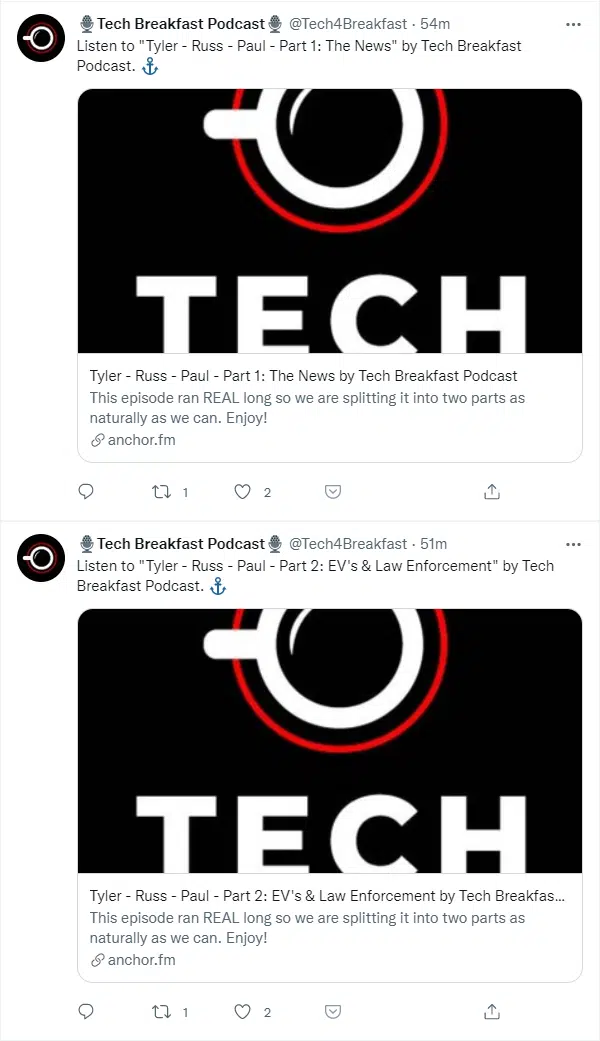 Tech Breakfast Podcast @Tech4Breakfast · 54m
Listen to "Tyler - Russ - Paul - Part 1: The News" by Tech Breakfast
Podcast.
TECH
Tyler - Russ - Paul - Part 1: The News by Tech Breakfast Podcast
This episode ran REAL long so we are splitting it into two parts as
naturally as we can. Enjoy!
anchor.fm
1 2
Tech Breakfast Podcast @Tech4Breakfast · 51m
Listen to "Tyler - Russ - Paul - Part 2: EV's & Law Enforcement" by Tech
Breakfast Podcast.
TECH
Tyler - Russ - Paul - Part 2: EV's & Law Enforcement by Tech Breakfas...
This episode ran REAL long so we are splitting it into two parts as
naturally as we can. Enjoy!
anchor.fm
1 2